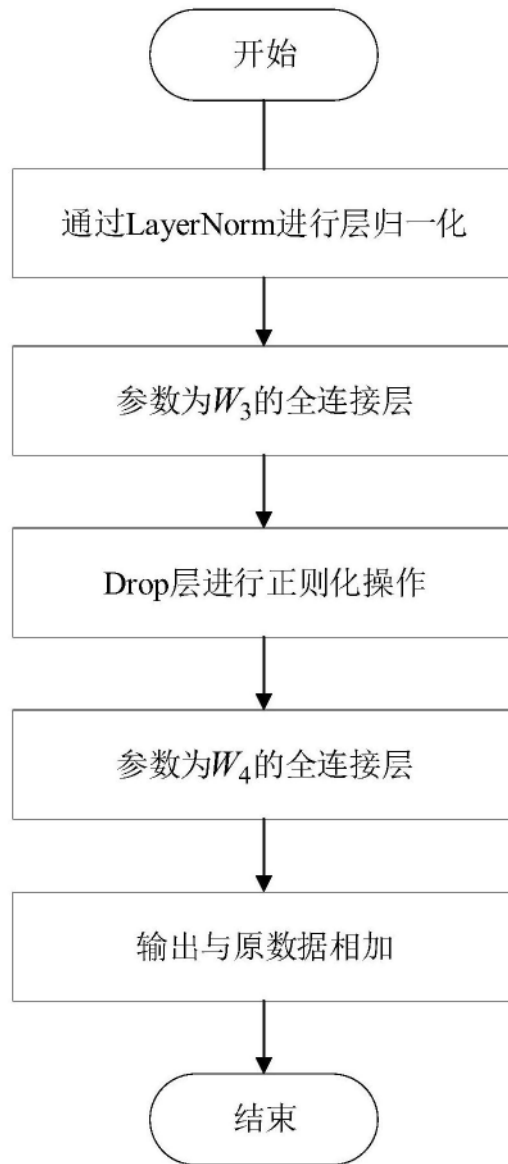 开始
通过LayerNorm进行层归一化
参数为W₃的全连接层
Drop层进行正则化操作
参数为W₄的全连接层
输出与原数据相加
结束